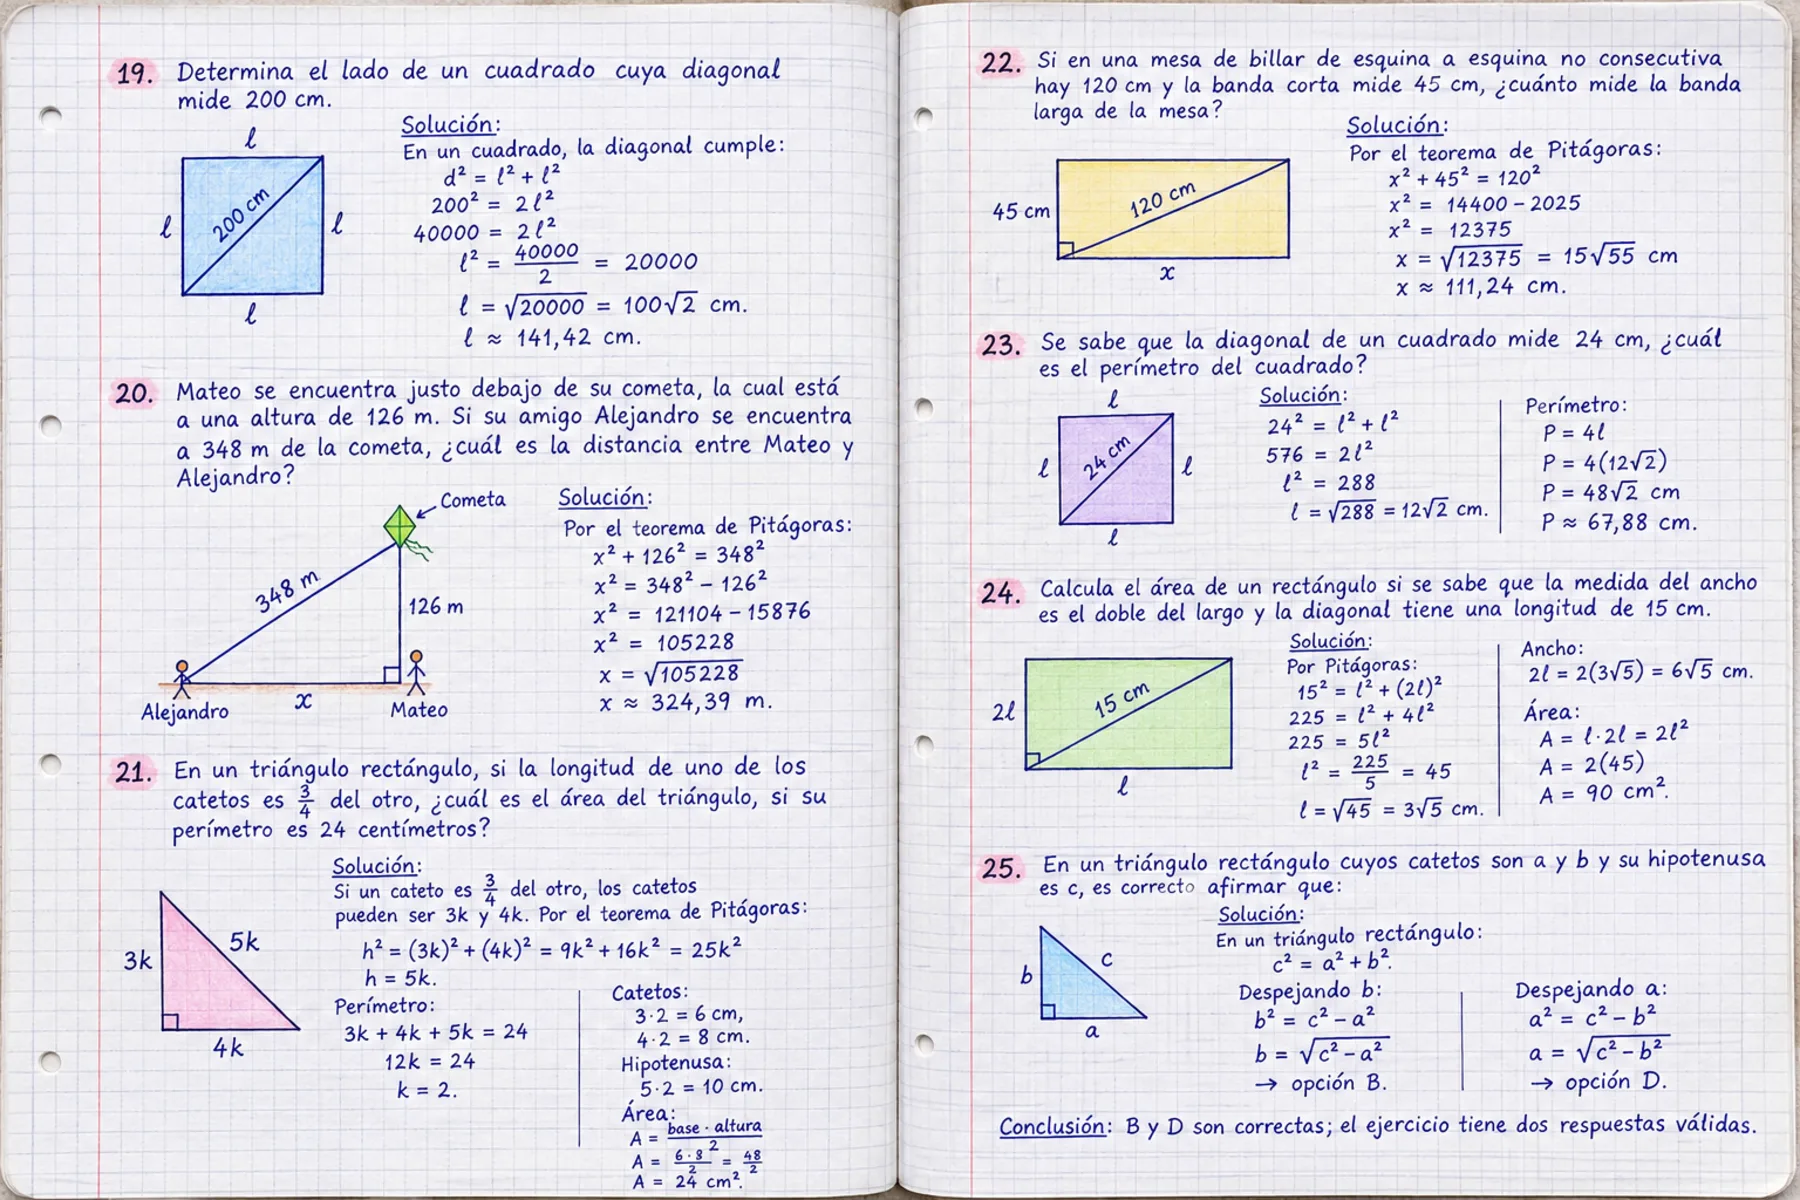 19. Determina el lado de un cuadrado cuya diagonal
mide 200 cm.
l
l
200 cm
l
l
Solución:
En un cuadrado, la diagonal cumple:
d² = l² + l²
200² = 2l²
40000 = 2l²
l² = 40000/2 = 20000
l = √20000 = 100√2 cm.
l ≈ 141,42 cm.
20. Mateo se encuentra justo debajo de su cometa, la cual está
a una altura de 126 m. Si su amigo Alejandro se encuentra
a 348 m de la cometa, ¿cuál es la distancia entre Mateo y
Alejandro?
Cometa
348 m
126 m
x
Alejandro
Mateo
Solución:
Por el teorema de Pitágoras:
x² + 126² = 348²
x² = 348² − 126²
x² = 121104 − 15876
x² = 105228
x = √105228
x ≈ 324,39 m.
21. En un triángulo rectángulo, si la longitud de uno de los
catetos es 3/4 del otro, ¿cuál es el área del triángulo, si su
perímetro es 24 centímetros?
3k
5k
4k
Solución:
Si un cateto es 3/4 del otro, los catetos
pueden ser 3k y 4k. Por el teorema de Pitágoras:
h² = (3k)² + (4k)² = 9k² + 16k² = 25k²
h = 5k.
Perímetro:
3k + 4k + 5k = 24
12k = 24
k = 2.
Catetos:
3·2 = 6 cm,
4·2 = 8 cm.
Hipotenusa:
5·2 = 10 cm.
Área:
A = base · altura/2
A = 6·8/2 = 48/2
A = 24 cm².
22. Si en una mesa de billar de esquina a esquina no consecutiva
hay 120 cm y la banda corta mide 45 cm, ¿cuánto mide la banda
larga de la mesa?
45 cm
120 cm
x
Solución:
Por el teorema de Pitágoras:
x² + 45² = 120²
x² = 14400 − 2025
x² = 12375
x = √12375 = 15√55 cm
x ≈ 111,24 cm.
23. Se sabe que la diagonal de un cuadrado mide 24 cm, ¿cuál
es el perímetro del cuadrado?
l
l
24 cm
l
l
Solución:
24² = l² + l²
576 = 2l²
l² = 288
l = √288 = 12√2 cm.
Perímetro:
P = 4l
P = 4(12√2)
P = 48√2 cm
P ≈ 67,88 cm.
24. Calcula el área de un rectángulo si se sabe que la medida del ancho
es el doble del largo y la diagonal tiene una longitud de 15 cm.
2l
15 cm
l
Solución:
Por Pitágoras:
15² = l² + (2l)²
225 = l² + 4l²
225 = 5l²
l² = 225/5 = 45
l = √45 = 3√5 cm.
Ancho:
2l = 2(3√5) = 6√5 cm.
Área:
A = l·2l = 2l²
A = 2(45)
A = 90 cm².
25. En un triángulo rectángulo cuyos catetos son a y b y su hipotenusa
es c, es correcto afirmar que:
b
c
a
Solución:
En un triángulo rectángulo:
c² = a² + b².
Despejando b:
b² = c² − a²
b = √c² − a²
→ opción B.
Despejando a:
a² = c² − b²
a = √c² − b²
→ opción D.
Conclusión: B y D son correctas; el ejercicio tiene dos respuestas válidas.